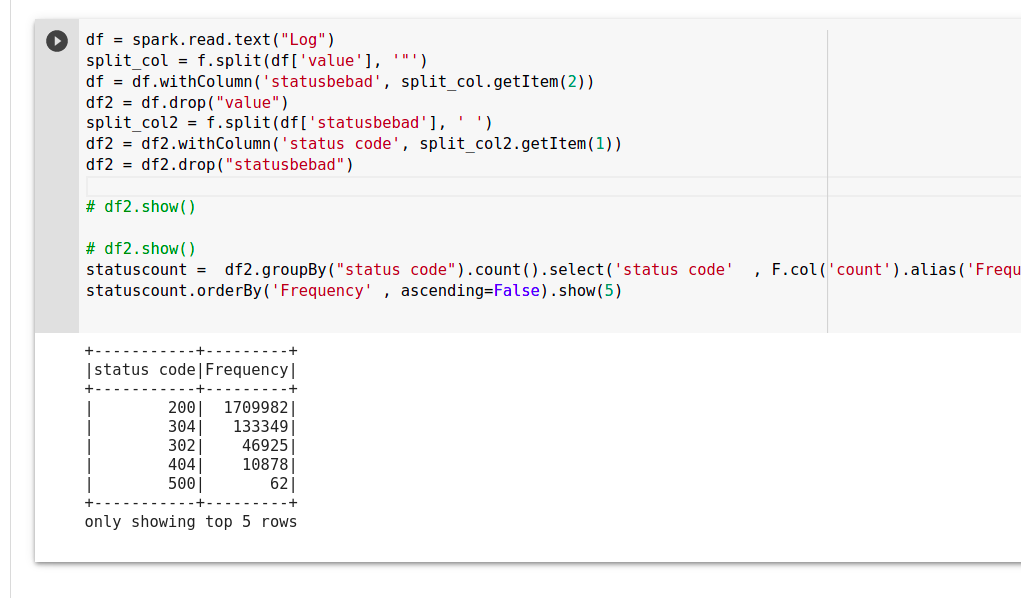 df = spark.read.text("Log")
split_col = f.split(df['value'], '"')
df = df.withColumn('statusbebad', split_col.getItem(2))
df2 = df.drop("value")
split_col2 = f.split(df['statusbebad'], ' ')
df2 = df2.withColumn('status code', split_col2.getItem(1))
df2 = df2.drop("statusbebad")
# df2.show()
# df2.show()
statuscount =  df2.groupBy("status code").count().select('status code'  , F.col('count').alias('Frequ
statuscount.orderBy('Frequency' , ascending=False).show(5)
+-----------+---------+
|status code|Frequency|
+-----------+---------+
|        200|  1709982|
|        304|   133349|
|        302|    46925|
|        404|    10878|
|        500|       62|
+-----------+---------+
only showing top 5 rows